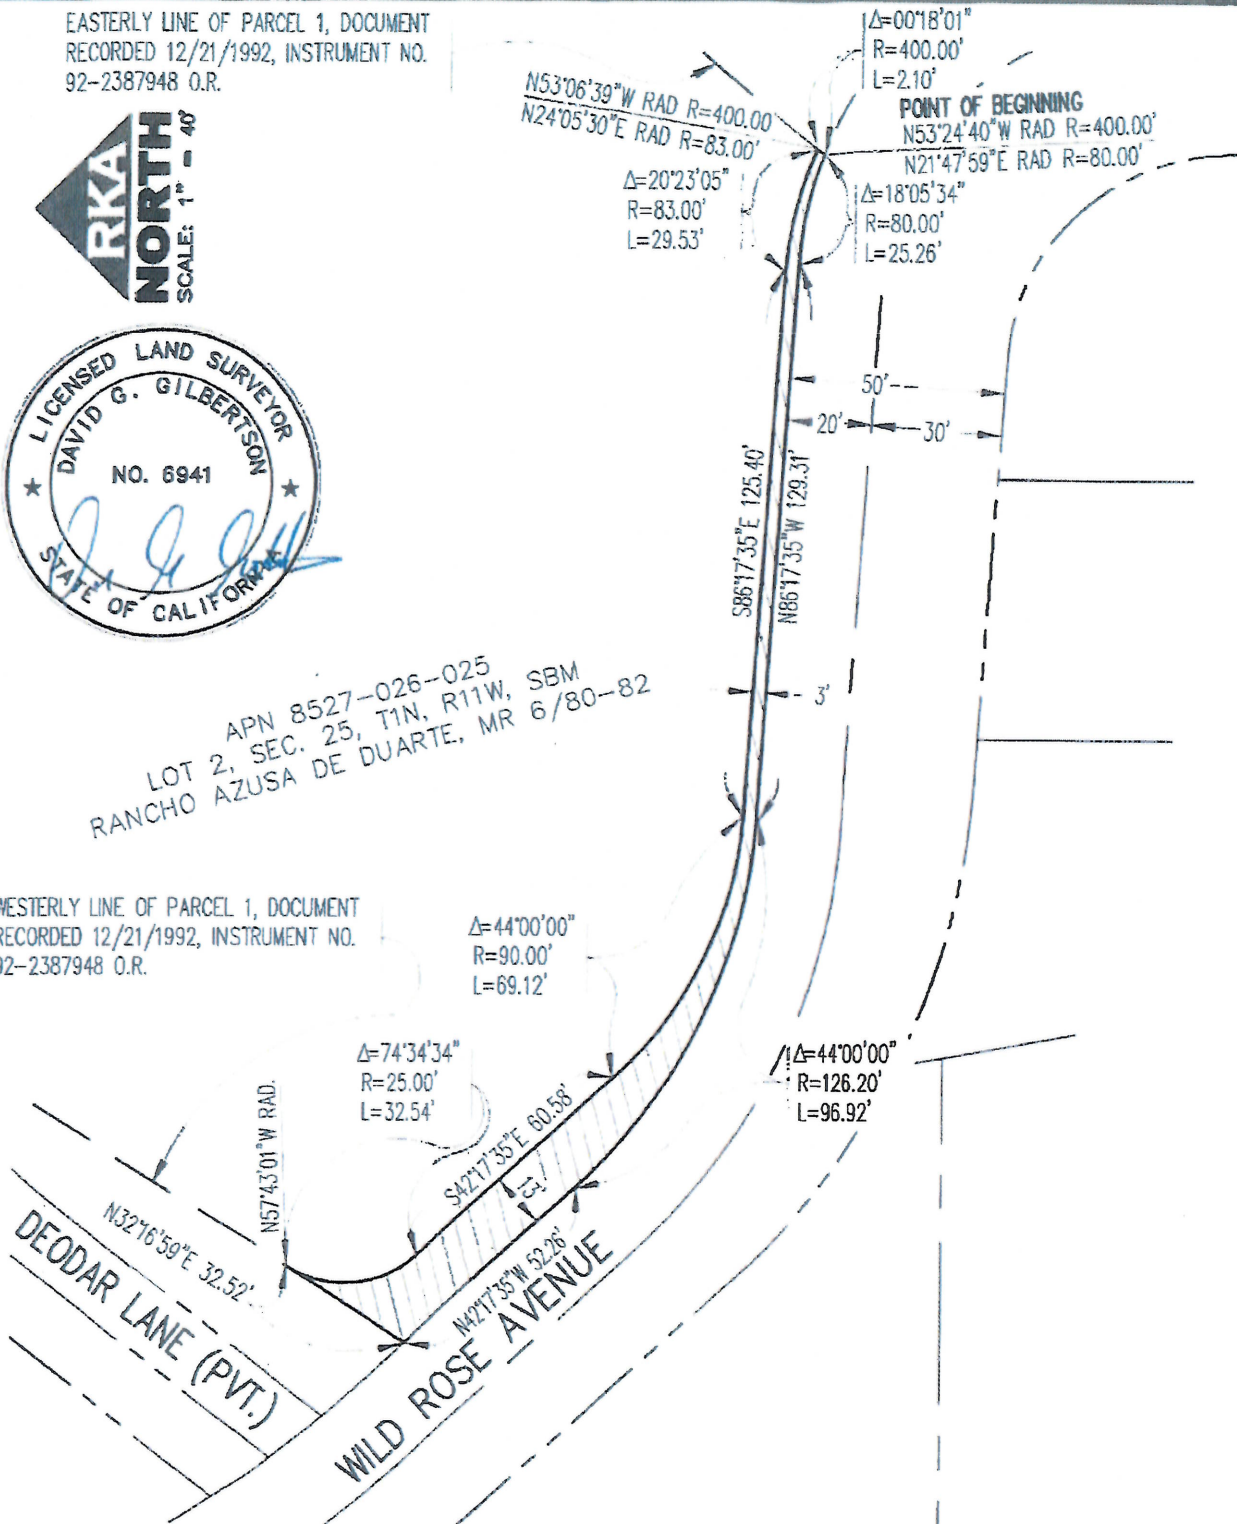 EASTERLY LINE OF PARCEL 1, DOCUMENT
RECORDED 12/21/1992, INSTRUMENT NO.
92-2387948 O.R.
RKA
NORTH
SCALE: 1" = 40'
Δ=00°18'01"
R=400.00'
L=2.10'
N53°06'39"W RAD R=400.00'
N24°05'30"E RAD R=83.00'
POINT OF BEGINNING
N53°24'40"W RAD R=400.00'
N21°47'59"E RAD R=80.00'
Δ=20°23'05"
R=83.00'
L=29.53'
Δ=18°05'34"
R=80.00'
L=25.26'
LICENSED LAND SURVEYOR
DAVID G. GILBERTSON
NO. 6941
STATE OF CALIFORNIA
50'
20'
30'
S86°17'35"E 125.40'
N86°17'35"W 129.31'
3'
APN 8527-026-025
LOT 2, SEC. 25, T1N, R11W, SBM
RANCHO AZUSA DE DUARTE, MR 6/80-82
WESTERLY LINE OF PARCEL 1, DOCUMENT
RECORDED 12/21/1992, INSTRUMENT NO.
92-2387948 O.R.
Δ=44°00'00"
R=90.00'
L=69.12'
Δ=74°34'34"
R=25.00'
L=32.54'
Δ=44°00'00"
R=126.20'
L=96.92'
N57°43'01"W RAD.
S42°17'35"E 60.58'
13'
N32°16'59"E 32.52'
N42°17'35"W 52.26'
DEODAR LANE (PVT.)
WILD ROSE AVENUE